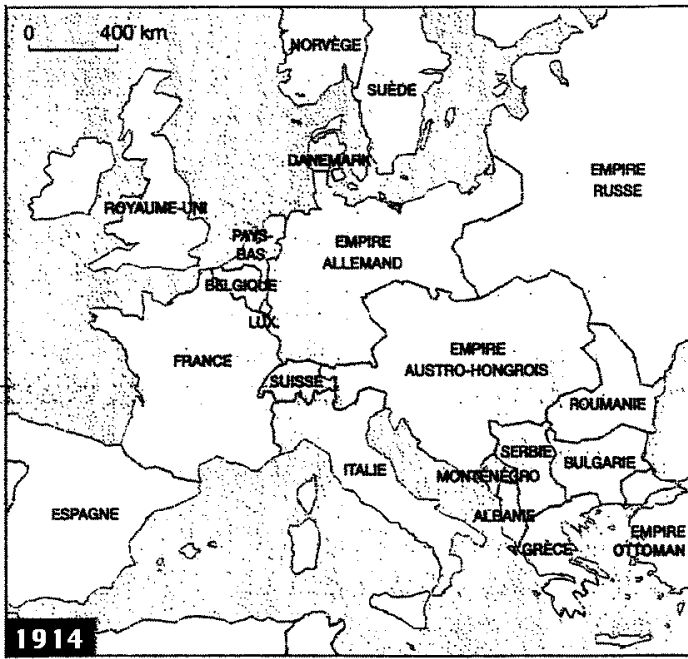 0 400 km
NORVÈGE
SUÈDE
DANEMARK
EMPIRE
RUSSE
ROYAUME-UNI
PAYS-
BAS
EMPIRE
ALLEMAND
BELGIQUE
LUX.
FRANCE
EMPIRE
AUSTRO-HONGROIS
SUISSE
ROUMANIE
SERBIE
ITALIE
MONTÉNÉGRO
BULGARIE
ESPAGNE
ALBANIE
GRÈCE
EMPIRE
OTTOMAN
1914